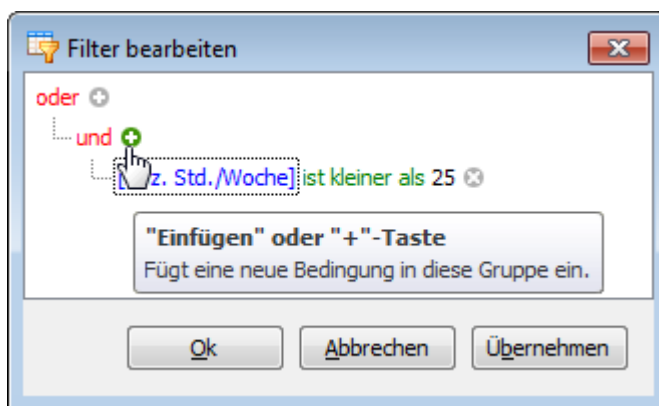 Filter bearbeiten
oder
und
z. Std./Woche] ist kleiner als 25
"Einfügen" oder "+"-Taste
Fügt eine neue Bedingung in diese Gruppe ein.
Ok Abbrechen Übernehmen